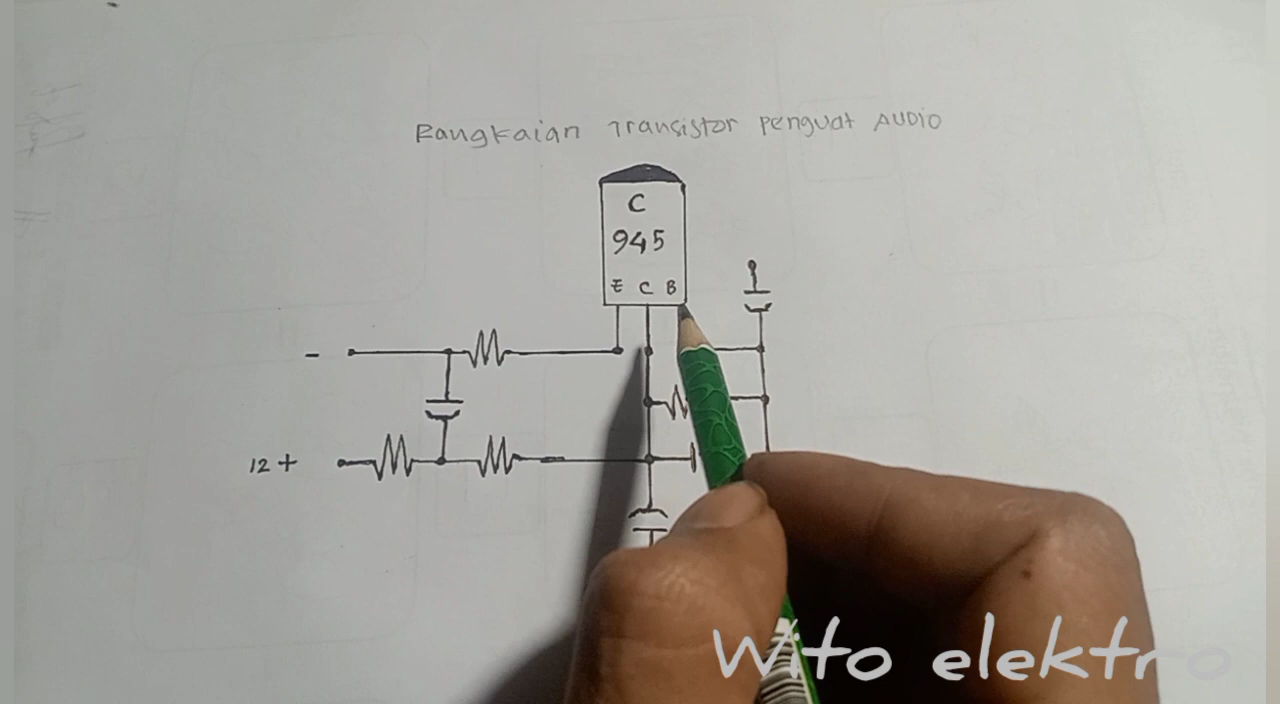 Rangkaian Transistor Penguat AUDIO
C
945
E C B
-
12 +
Wito elektro